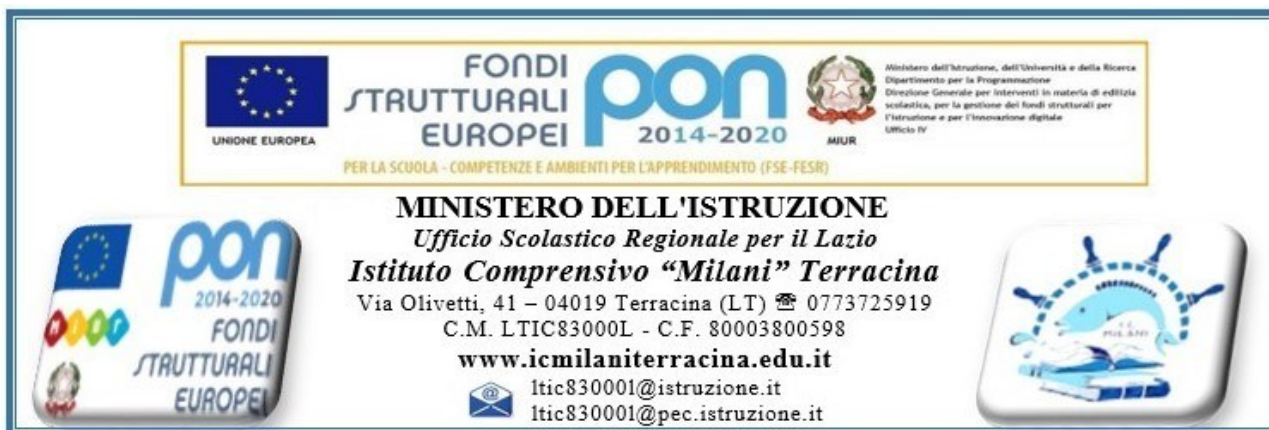 UNIONE EUROPEA
FONDI
STRUTTURALI
EUROPEI
pon
2014-2020
MIUR
Ministero dell'Istruzione, dell'Università e della Ricerca
Dipartimento per la Programmazione
Direzione Generale per interventi in materia di edilizia
scolastica, per la gestione dei fondi strutturali per
l'istruzione e per l'innovazione digitale
Ufficio IV
PER LA SCUOLA - COMPETENZE E AMBIENTI PER L'APPRENDIMENTO (FSE-FESR)
MINISTERO DELL'ISTRUZIONE
Ufficio Scolastico Regionale per il Lazio
Istituto Comprensivo “Milani” Terracina
Via Olivetti, 41 – 04019 Terracina (LT) ☎ 0773725919
C.M. LTIC83000L - C.F. 80003800598
www.icmilaniterracina.edu.it
ltic830001@istruzione.it
ltic830001@pec.istruzione.it
pon
2014-2020
miur
FONDI
STRUTTURALI
EUROPEI
I.C.
MILANI